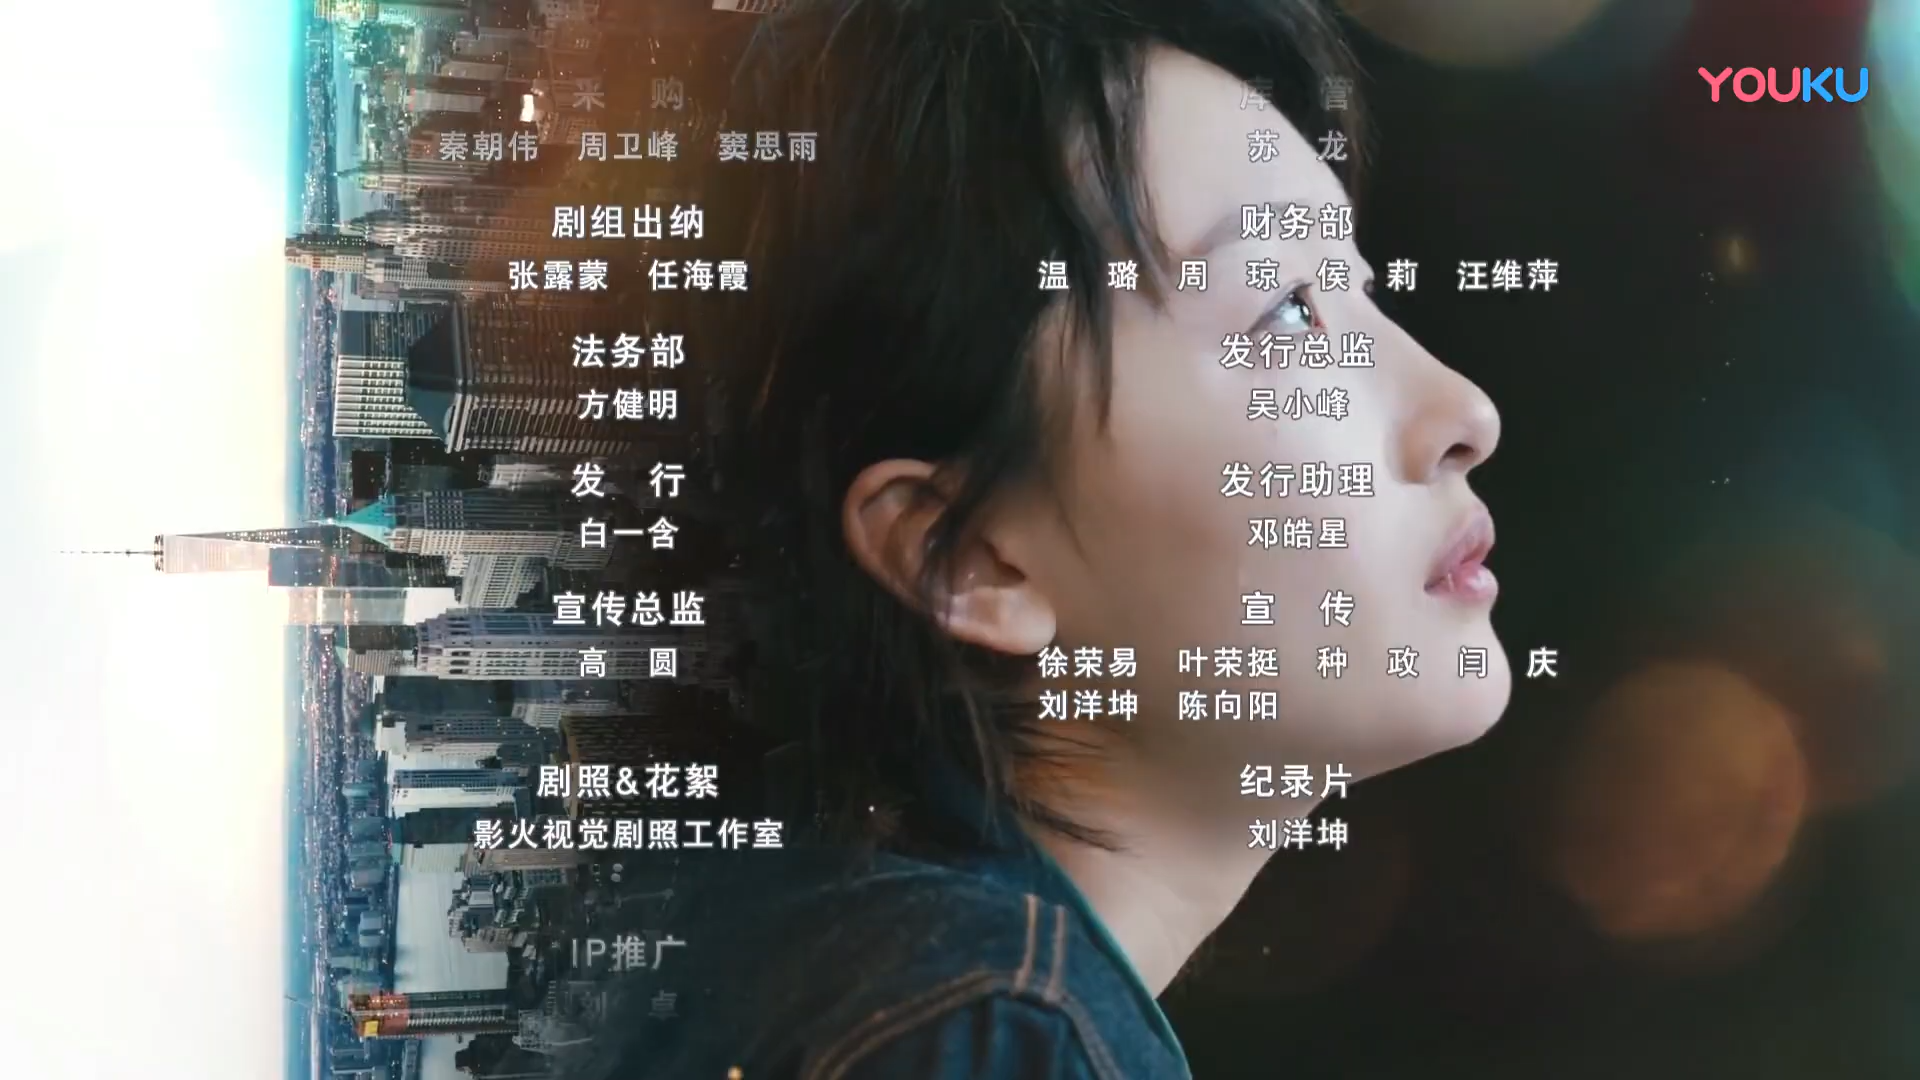 YOUKU
采 购
秦朝伟 周卫峰 窦思雨
库 管
苏 龙
剧组出纳
张露蒙 任海霞
财务部
温 璐 周 琼 侯 莉 汪维萍
法务部
方健明
发行总监
吴小峰
发 行
白一含
发行助理
邓皓星
宣传总监
高 圆
宣 传
徐荣易 叶荣挺 种 政 闫 庆
刘洋坤 陈向阳
剧照&花絮
影火视觉剧照工作室
纪录片
刘洋坤
IP推广
刘 卓